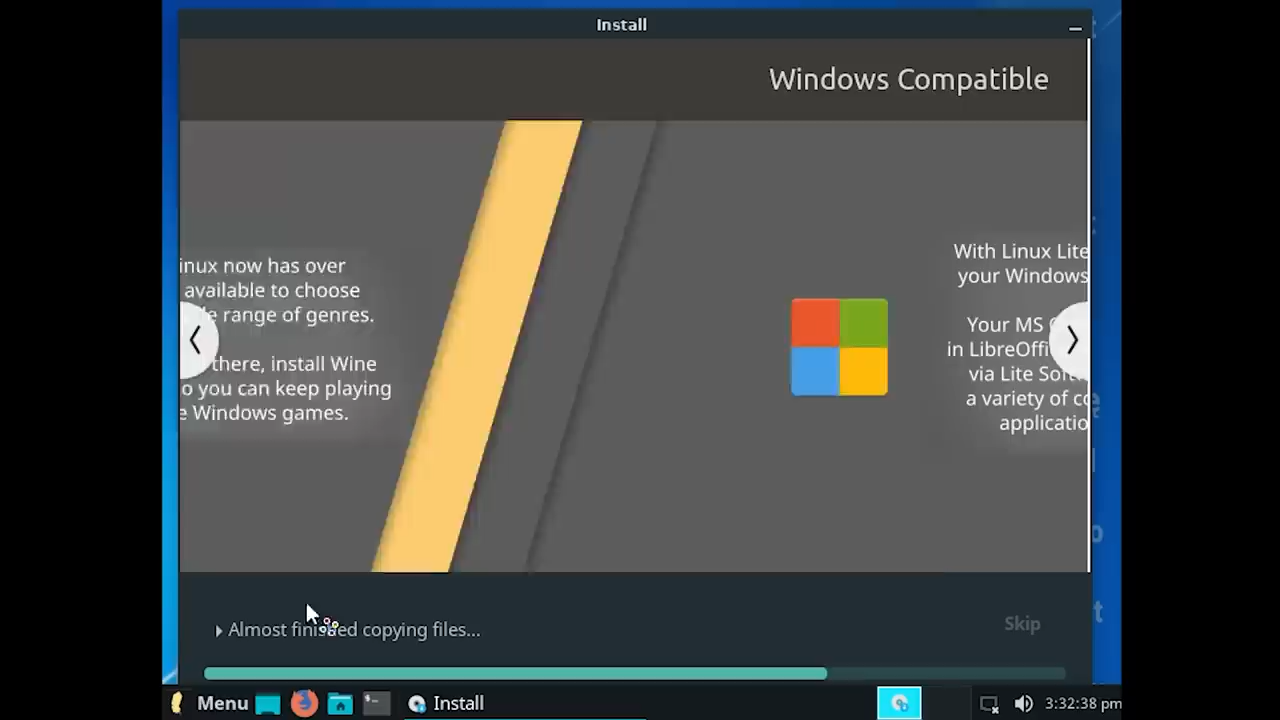 Install
Windows Compatible
inux now has over
available to choose
e range of genres.
there, install Wine
o you can keep playing
e Windows games.
With Linux Lite
your Windows
Your MS
in LibreOffi
via Lite Soft
a variety of co
applicatio
Almost finished copying files...
Skip
Menu
Install
3:32:38 pm